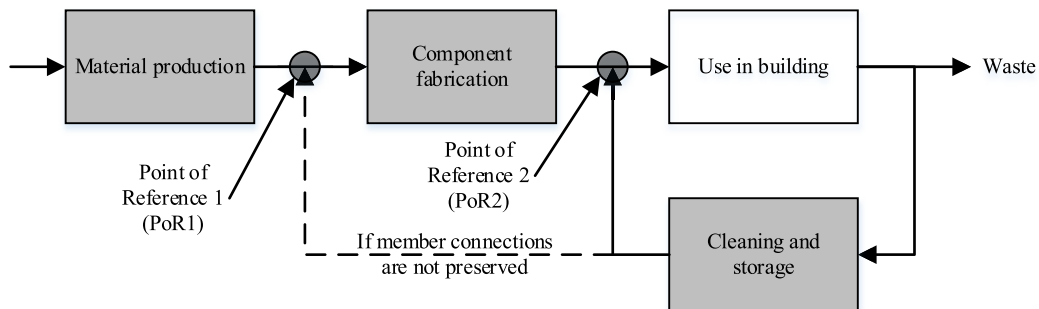 Material production
Component
fabrication
Use in building
Waste
Point of
Reference 1
(PoR1)
Point of
Reference 2
(PoR2)
If member connections
are not preserved
Cleaning and
storage